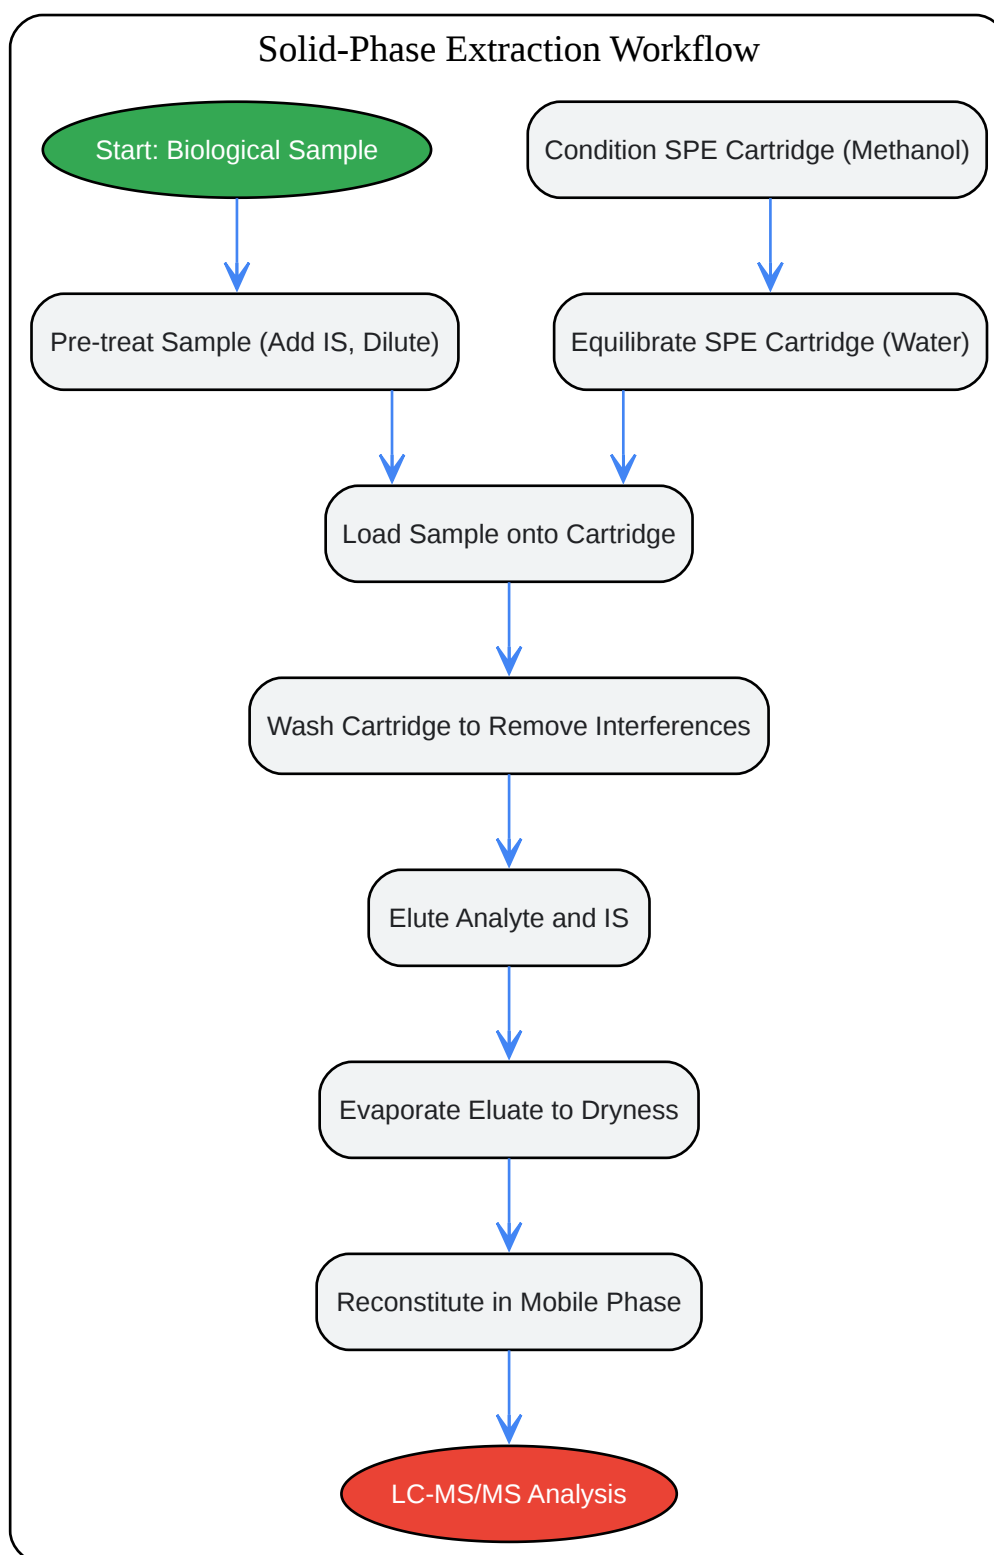 Solid-Phase Extraction Workflow
Start: Biological Sample
Condition SPE Cartridge (Methanol)
Pre-treat Sample (Add IS, Dilute)
Equilibrate SPE Cartridge (Water)
Load Sample onto Cartridge
Wash Cartridge to Remove Interferences
Elute Analyte and IS
Evaporate Eluate to Dryness
Reconstitute in Mobile Phase
LC-MS/MS Analysis